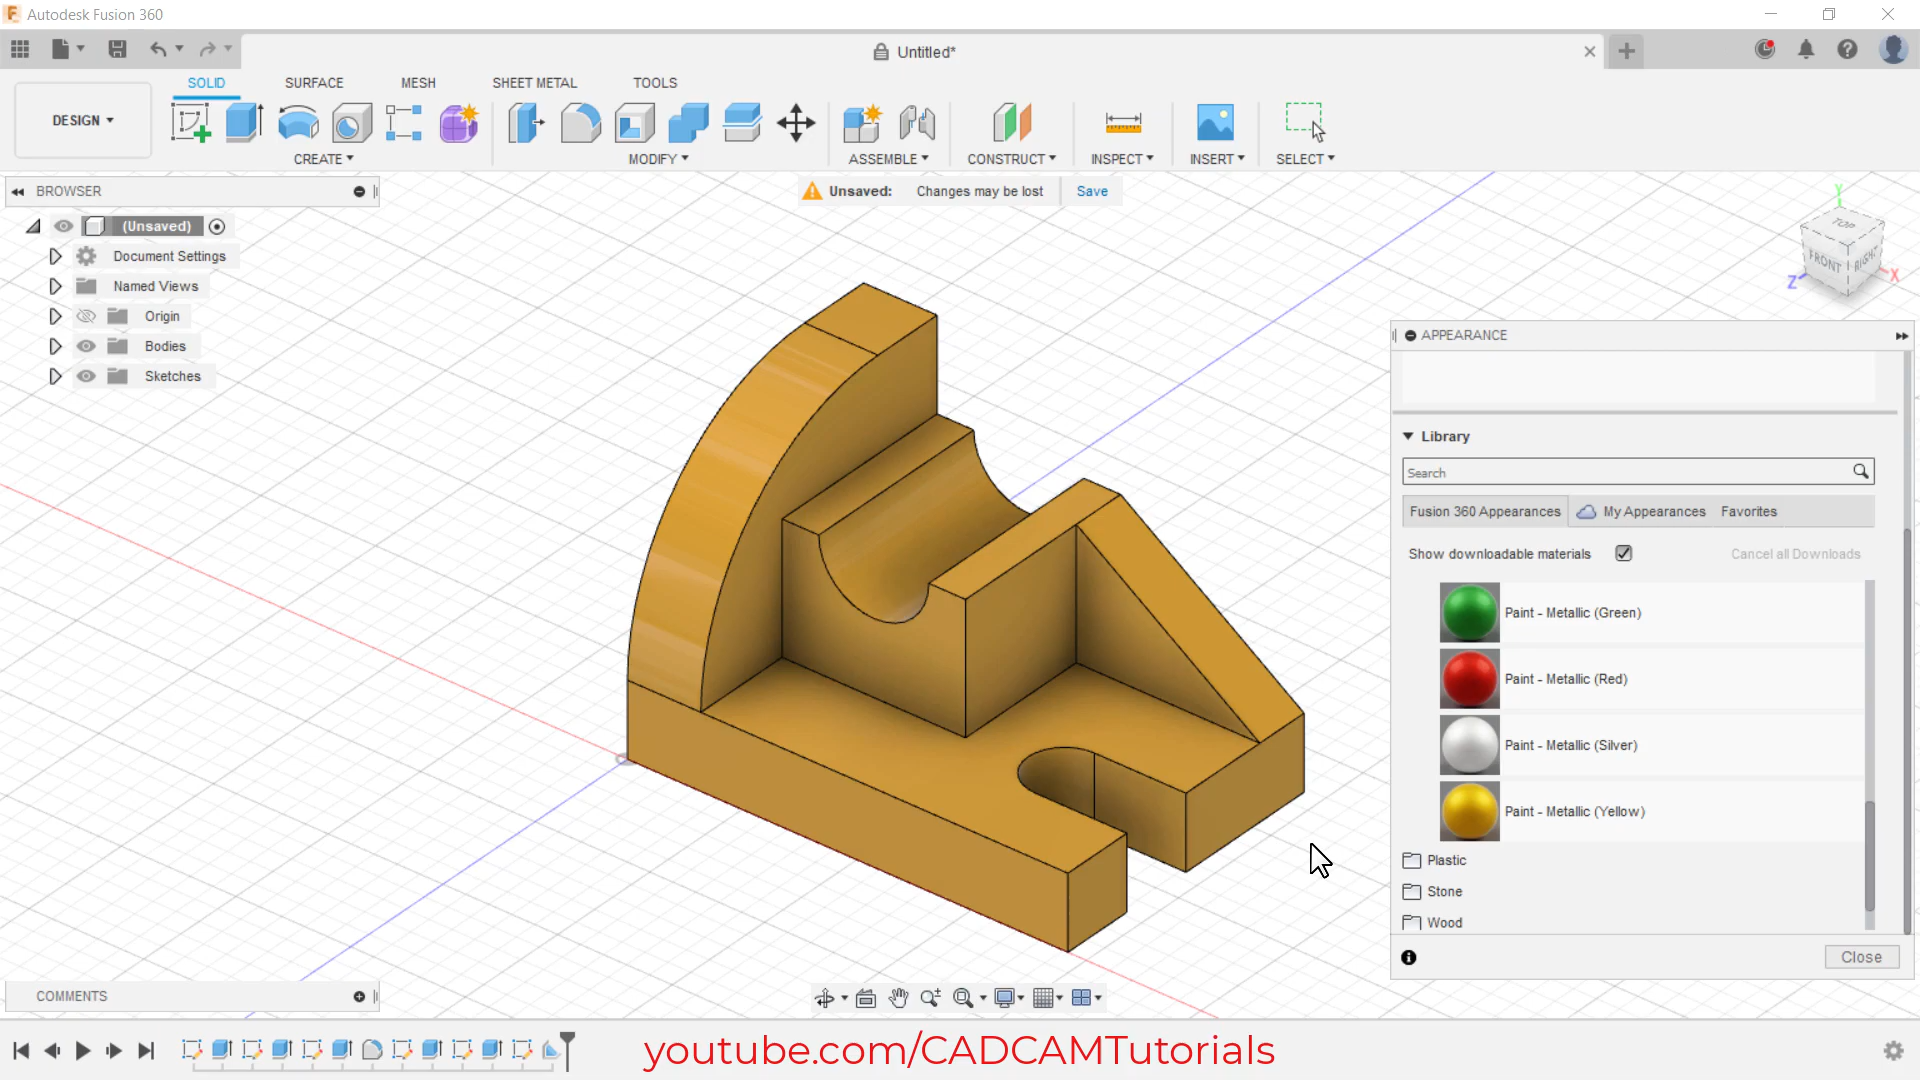 Autodesk Fusion 360
Untitled*
SOLID SURFACE MESH SHEET METAL TOOLS
DESIGN
CREATE MODIFY ASSEMBLE CONSTRUCT INSPECT INSERT SELECT
BROWSER
Unsaved: Changes may be lost Save
(Unsaved)
Document Settings
Named Views
Origin
Bodies
Sketches
Y
TOP
FRONT RIGHT
Z X
APPEARANCE
Library
Search
Fusion 360 Appearances My Appearances Favorites
Show downloadable materials Cancel all Downloads
Paint - Metallic (Green)
Paint - Metallic (Red)
Paint - Metallic (Silver)
Paint - Metallic (Yellow)
Plastic
Stone
Wood
Close
COMMENTS
youtube.com/CADCAMTutorials